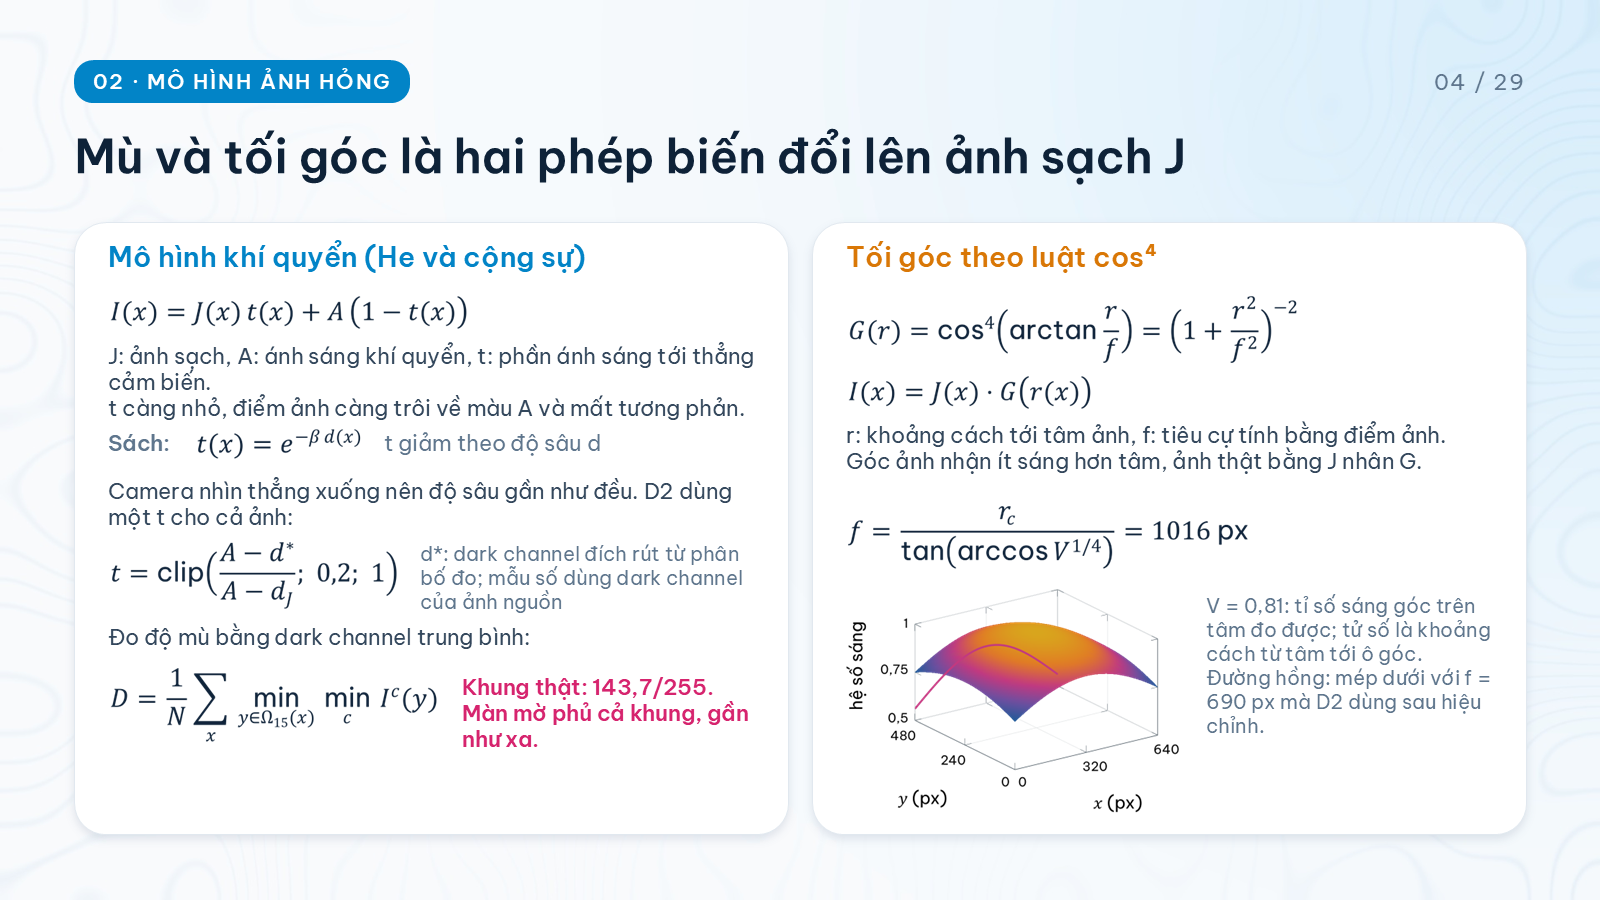 02 · MÔ HÌNH ẢNH HỎNG
04 / 29
Mù và tối góc là hai phép biến đổi lên ảnh sạch J
Mô hình khí quyển (He và cộng sự)
I(x) = J(x) t(x) + A (1 − t(x))
J: ảnh sạch, A: ánh sáng khí quyển, t: phần ánh sáng tới thẳng
cảm biến.
t càng nhỏ, điểm ảnh càng trôi về màu A và mất tương phản.
Sách: t(x) = e^{−β d(x)} t giảm theo độ sâu d
Camera nhìn thẳng xuống nên độ sâu gần như đều. D2 dùng
một t cho cả ảnh:
t = clip((A − d*)/(A − d_J); 0,2; 1)
d*: dark channel đích rút từ phân
bố đo; mẫu số dùng dark channel
của ảnh nguồn
Đo độ mù bằng dark channel trung bình:
D = 1/N ∑_x min_{y∈Ω₁₅(x)} min_c I^c(y)
Khung thật: 143,7/255.
Màn mờ phủ cả khung, gần
như xa.
Tối góc theo luật cos⁴
G(r) = cos⁴(arctan r/f) = (1 + r²/f²)⁻²
I(x) = J(x) · G(r(x))
r: khoảng cách tới tâm ảnh, f: tiêu cự tính bằng điểm ảnh.
Góc ảnh nhận ít sáng hơn tâm, ảnh thật bằng J nhân G.
f = r_c / tan(arccos V^{1/4}) = 1016 px
hệ số sáng
1
0,75
0,5
480
240
0
0
320
640
y (px)
x (px)
V = 0,81: tỉ số sáng góc trên
tâm đo được; tử số là khoảng
cách từ tâm tới ô góc.
Đường hồng: mép dưới với f =
690 px mà D2 dùng sau hiệu
chỉnh.